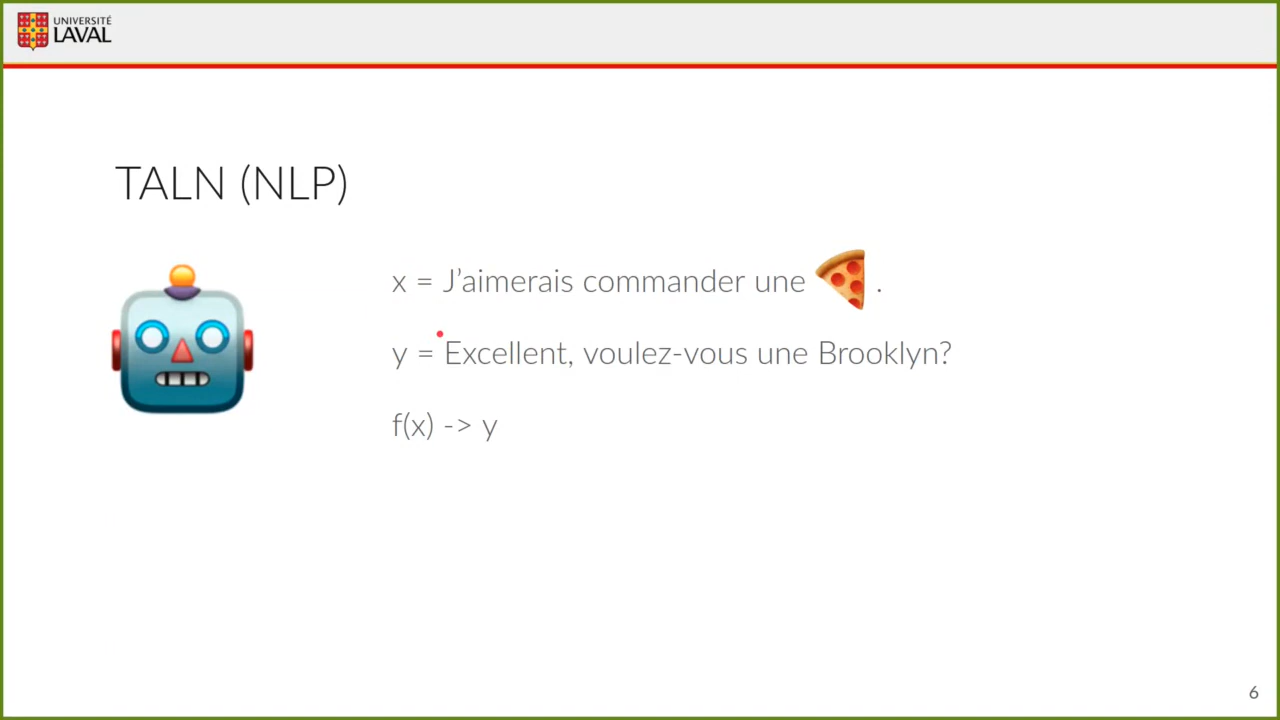 UNIVERSITÉ
LAVAL
TALN (NLP)
x = J’aimerais commander une 🍕 .
y = Excellent, voulez-vous une Brooklyn?
f(x) -> y
6